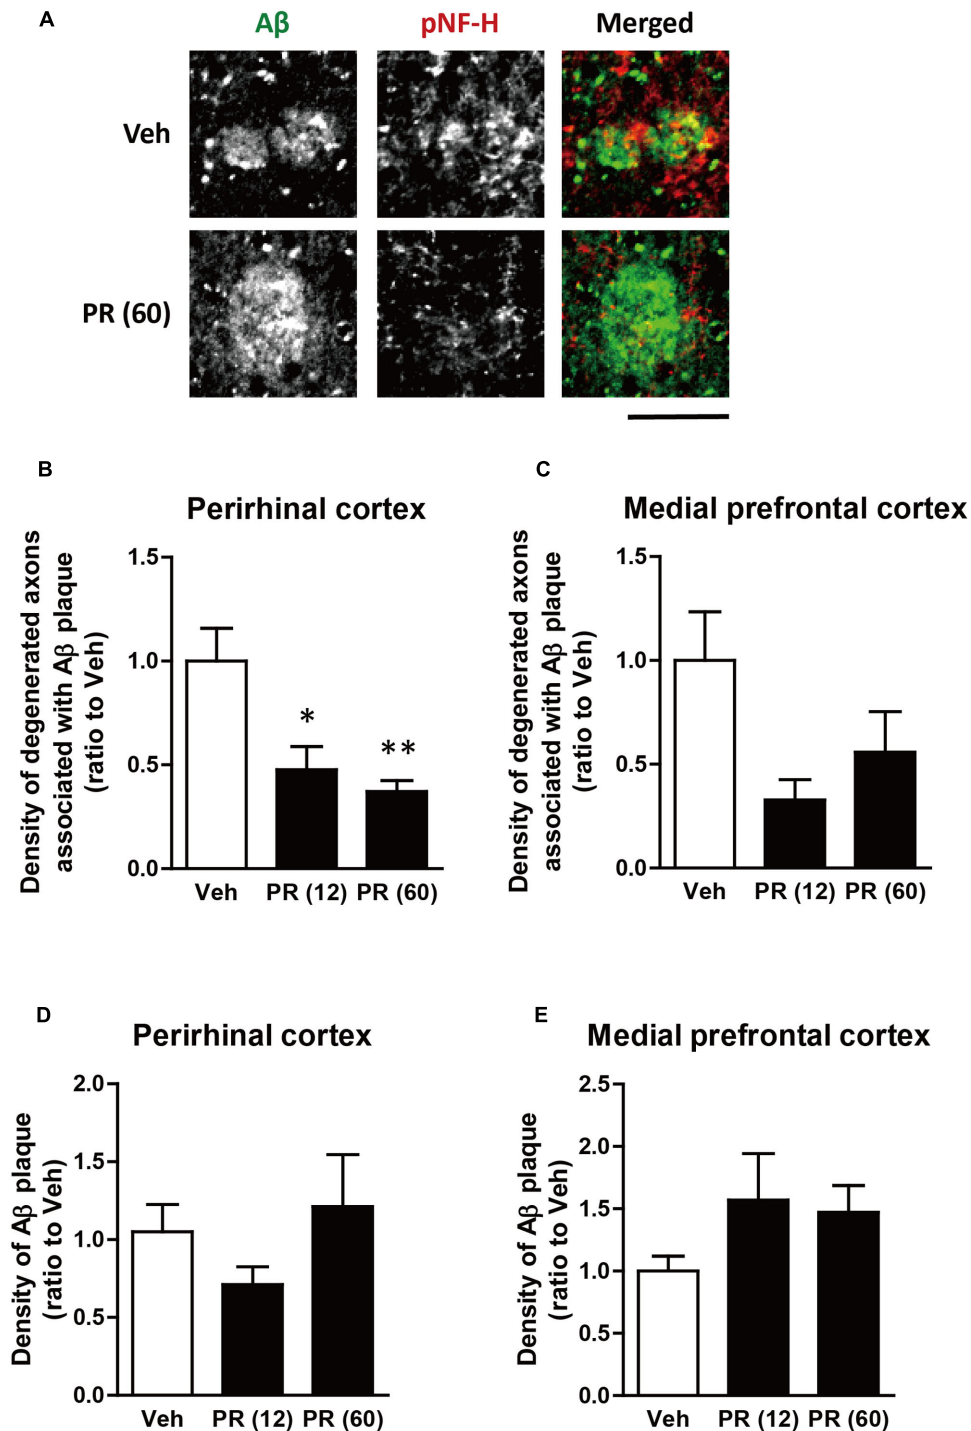 A
Aβ
pNF-H
Merged
Veh
PR (60)
B
Perirhinal cortex
Density of degenerated axons
associated with Aβ plaque
(ratio to Veh)
1.5
1.0
0.5
0.0
*
**
Veh
PR (12)
PR (60)
C
Medial prefrontal cortex
Density of degenerated axons
associated with Aβ plaque
(ratio to Veh)
1.5
1.0
0.5
0.0
Veh
PR (12)
PR (60)
D
Perirhinal cortex
Density of Aβ plaque
(ratio to Veh)
2.0
1.5
1.0
0.5
0.0
Veh
PR (12)
PR (60)
E
Medial prefrontal cortex
Density of Aβ plaque
(ratio to Veh)
2.5
2.0
1.5
1.0
0.5
0.0
Veh
PR (12)
PR (60)